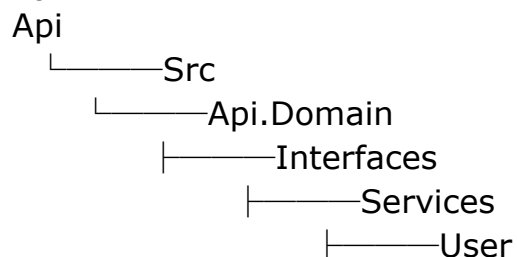 Api
Src
Api.Domain
Interfaces
Services
User